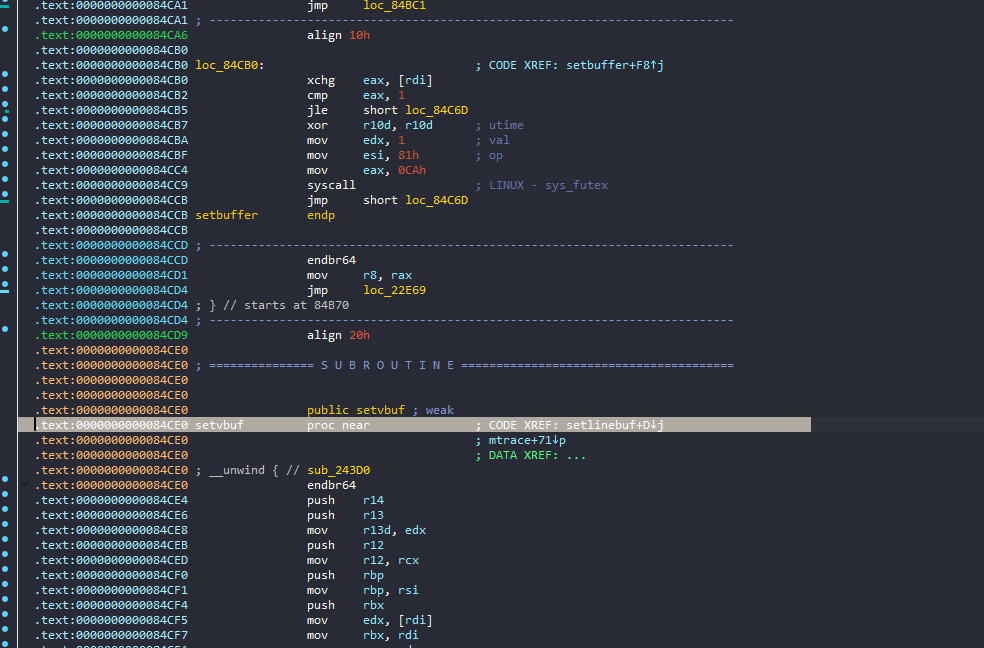 .text:0000000000084CA1 jmp loc_84BC1
.text:0000000000084CA1 ; ---------------------------------------------------------------------------
.text:0000000000084CA6 align 10h
.text:0000000000084CB0
.text:0000000000084CB0 loc_84CB0: ; CODE XREF: setbuffer+F8↑j
.text:0000000000084CB0 xchg eax, [rdi]
.text:0000000000084CB2 cmp eax, 1
.text:0000000000084CB5 jle short loc_84C6D
.text:0000000000084CB7 xor r10d, r10d ; utime
.text:0000000000084CBA mov edx, 1 ; val
.text:0000000000084CBF mov esi, 81h ; op
.text:0000000000084CC4 mov eax, 0CAh
.text:0000000000084CC9 syscall ; LINUX - sys_futex
.text:0000000000084CCB jmp short loc_84C6D
.text:0000000000084CCB setbuffer endp
.text:0000000000084CCB
.text:0000000000084CCD ; ---------------------------------------------------------------------------
.text:0000000000084CCD endbr64
.text:0000000000084CD1 mov r8, rax
.text:0000000000084CD4 jmp loc_22E69
.text:0000000000084CD4 ; } // starts at 84B70
.text:0000000000084CD4 ; ---------------------------------------------------------------------------
.text:0000000000084CD9 align 20h
.text:0000000000084CE0
.text:0000000000084CE0 ; =============== S U B R O U T I N E =======================================
.text:0000000000084CE0
.text:0000000000084CE0
.text:0000000000084CE0 public setvbuf ; weak
.text:0000000000084CE0 setvbuf proc near ; CODE XREF: setlinebuf+D↓j
.text:0000000000084CE0 ; mtrace+71↓p
.text:0000000000084CE0 ; DATA XREF: ...
.text:0000000000084CE0 ; __unwind { // sub_243D0
.text:0000000000084CE0 endbr64
.text:0000000000084CE4 push r14
.text:0000000000084CE6 push r13
.text:0000000000084CE8 mov r13d, edx
.text:0000000000084CEB push r12
.text:0000000000084CED mov r12, rcx
.text:0000000000084CF0 push rbp
.text:0000000000084CF1 mov rbp, rsi
.text:0000000000084CF4 push rbx
.text:0000000000084CF5 mov edx, [rdi]
.text:0000000000084CF7 mov rbx, rdi